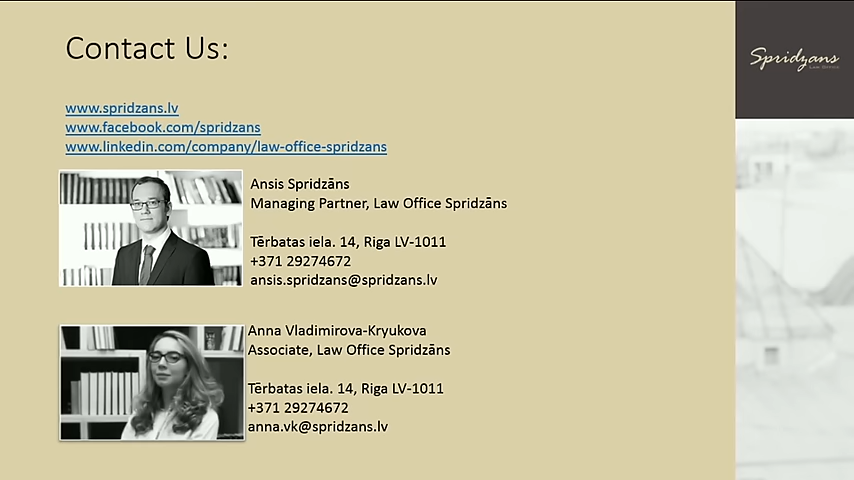 Contact Us:
Spridzans
www.spridzans.lv
www.facebook.com/spridzans
www.linkedin.com/company/law-office-spridzans
Ansis Spridzāns
Managing Partner, Law Office Spridzāns
Tērbatas iela. 14, Riga LV-1011
+371 29274672
ansis.spridzans@spridzans.lv
Anna Vladimirova-Kryukova
Associate, Law Office Spridzāns
Tērbatas iela. 14, Riga LV-1011
+371 29274672
anna.vk@spridzans.lv